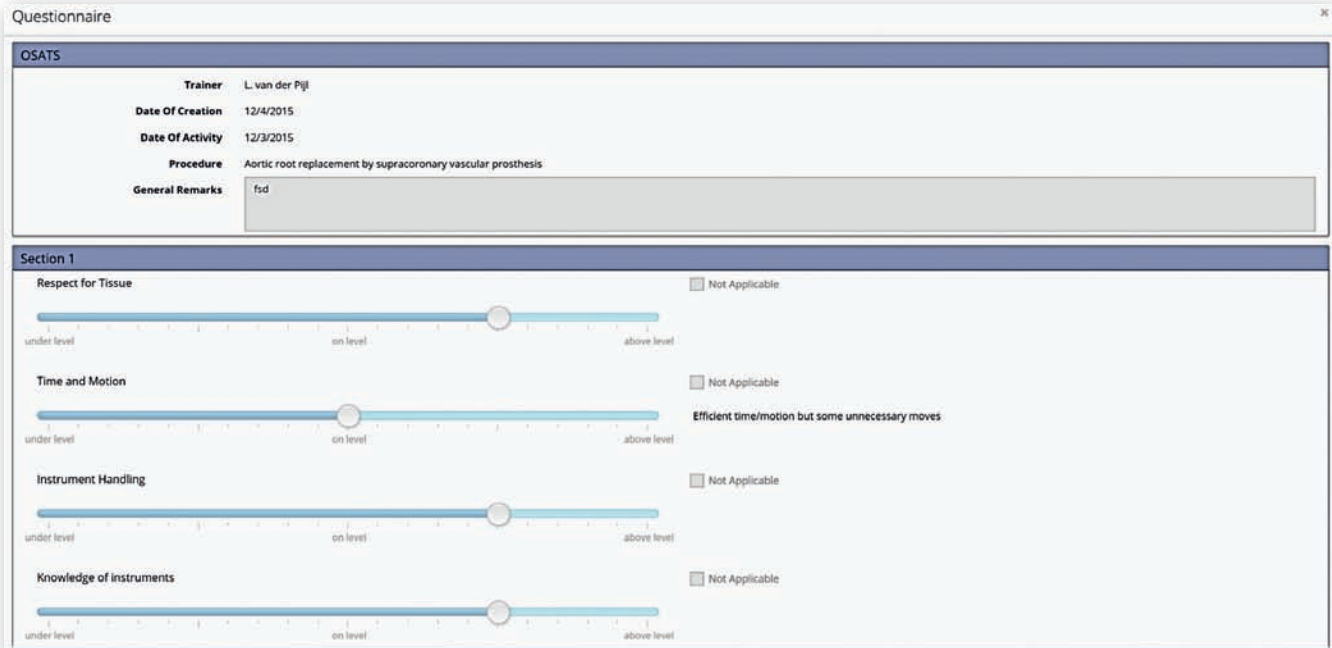 Questionnaire
OSATS
Trainer L. van der Pijl
Date Of Creation 12/4/2015
Date Of Activity 12/3/2015
Procedure Aortic root replacement by supracoronary vascular prosthesis
General Remarks fsd
Section 1
Respect for Tissue Not Applicable
under level on level above level
Time and Motion Not Applicable
Efficient time/motion but some unnecessary moves
under level on level above level
Instrument Handling Not Applicable
under level on level above level
Knowledge of instruments Not Applicable
under level on level above level